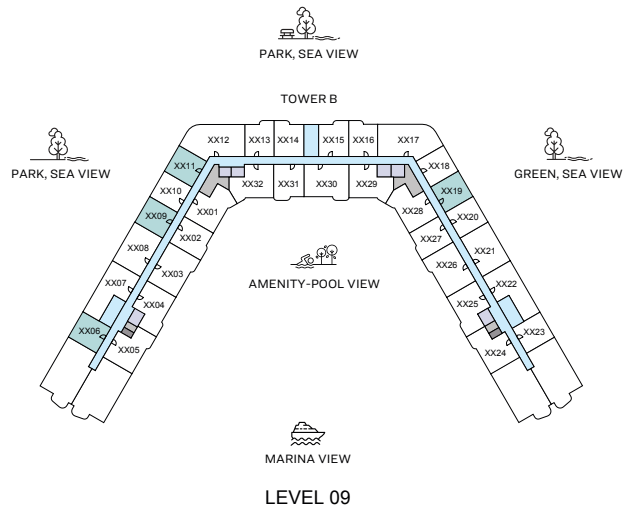 PARK, SEA VIEW
TOWER B
XX12
XX13
XX14
XX15
XX16
XX17
PARK, SEA VIEW
GREEN, SEA VIEW
XX11
XX18
XX10
XX32
XX31
XX30
XX29
XX19
XX09
XX01
XX28
XX20
XX02
XX27
XX08
XX03
XX26
XX21
AMENITY-POOL VIEW
XX07
XX04
XX25
XX22
XX06
XX05
XX24
XX23
MARINA VIEW
LEVEL 09